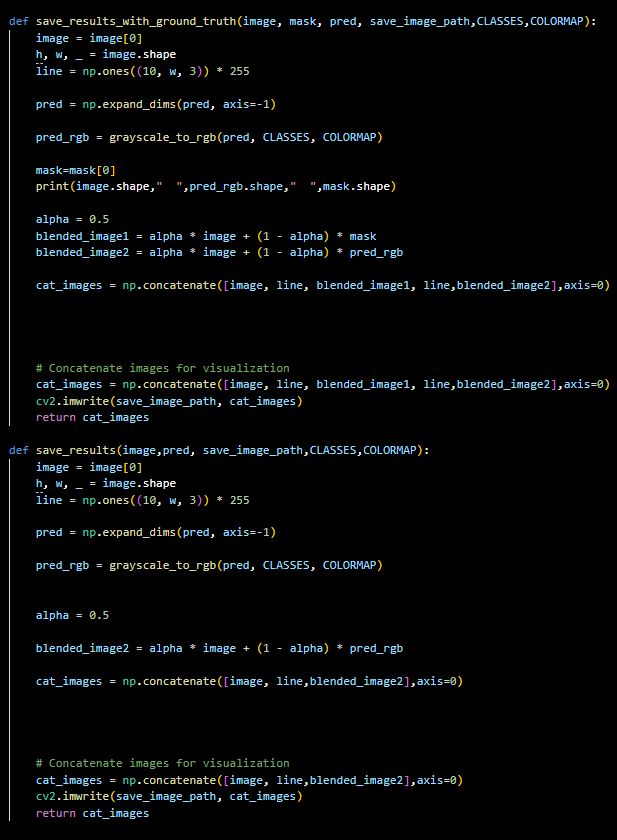 def save_results_with_ground_truth(image, mask, pred, save_image_path,CLASSES,COLORMAP):
    image = image[0]
    h, w, _ = image.shape
    line = np.ones((10, w, 3)) * 255
    pred = np.expand_dims(pred, axis=-1)
    pred_rgb = grayscale_to_rgb(pred, CLASSES, COLORMAP)
    mask=mask[0]
    print(image.shape,"  ",pred_rgb.shape,"  ",mask.shape)
    alpha = 0.5
    blended_image1 = alpha * image + (1 - alpha) * mask
    blended_image2 = alpha * image + (1 - alpha) * pred_rgb
    cat_images = np.concatenate([image, line, blended_image1, line,blended_image2],axis=0)
    # Concatenate images for visualization
    cat_images = np.concatenate([image, line, blended_image1, line,blended_image2],axis=0)
    cv2.imwrite(save_image_path, cat_images)
    return cat_images
def save_results(image,pred, save_image_path,CLASSES,COLORMAP):
    image = image[0]
    h, w, _ = image.shape
    line = np.ones((10, w, 3)) * 255
    pred = np.expand_dims(pred, axis=-1)
    pred_rgb = grayscale_to_rgb(pred, CLASSES, COLORMAP)
    alpha = 0.5
    blended_image2 = alpha * image + (1 - alpha) * pred_rgb
    cat_images = np.concatenate([image, line,blended_image2],axis=0)
    # Concatenate images for visualization
    cat_images = np.concatenate([image, line,blended_image2],axis=0)
    cv2.imwrite(save_image_path, cat_images)
    return cat_images